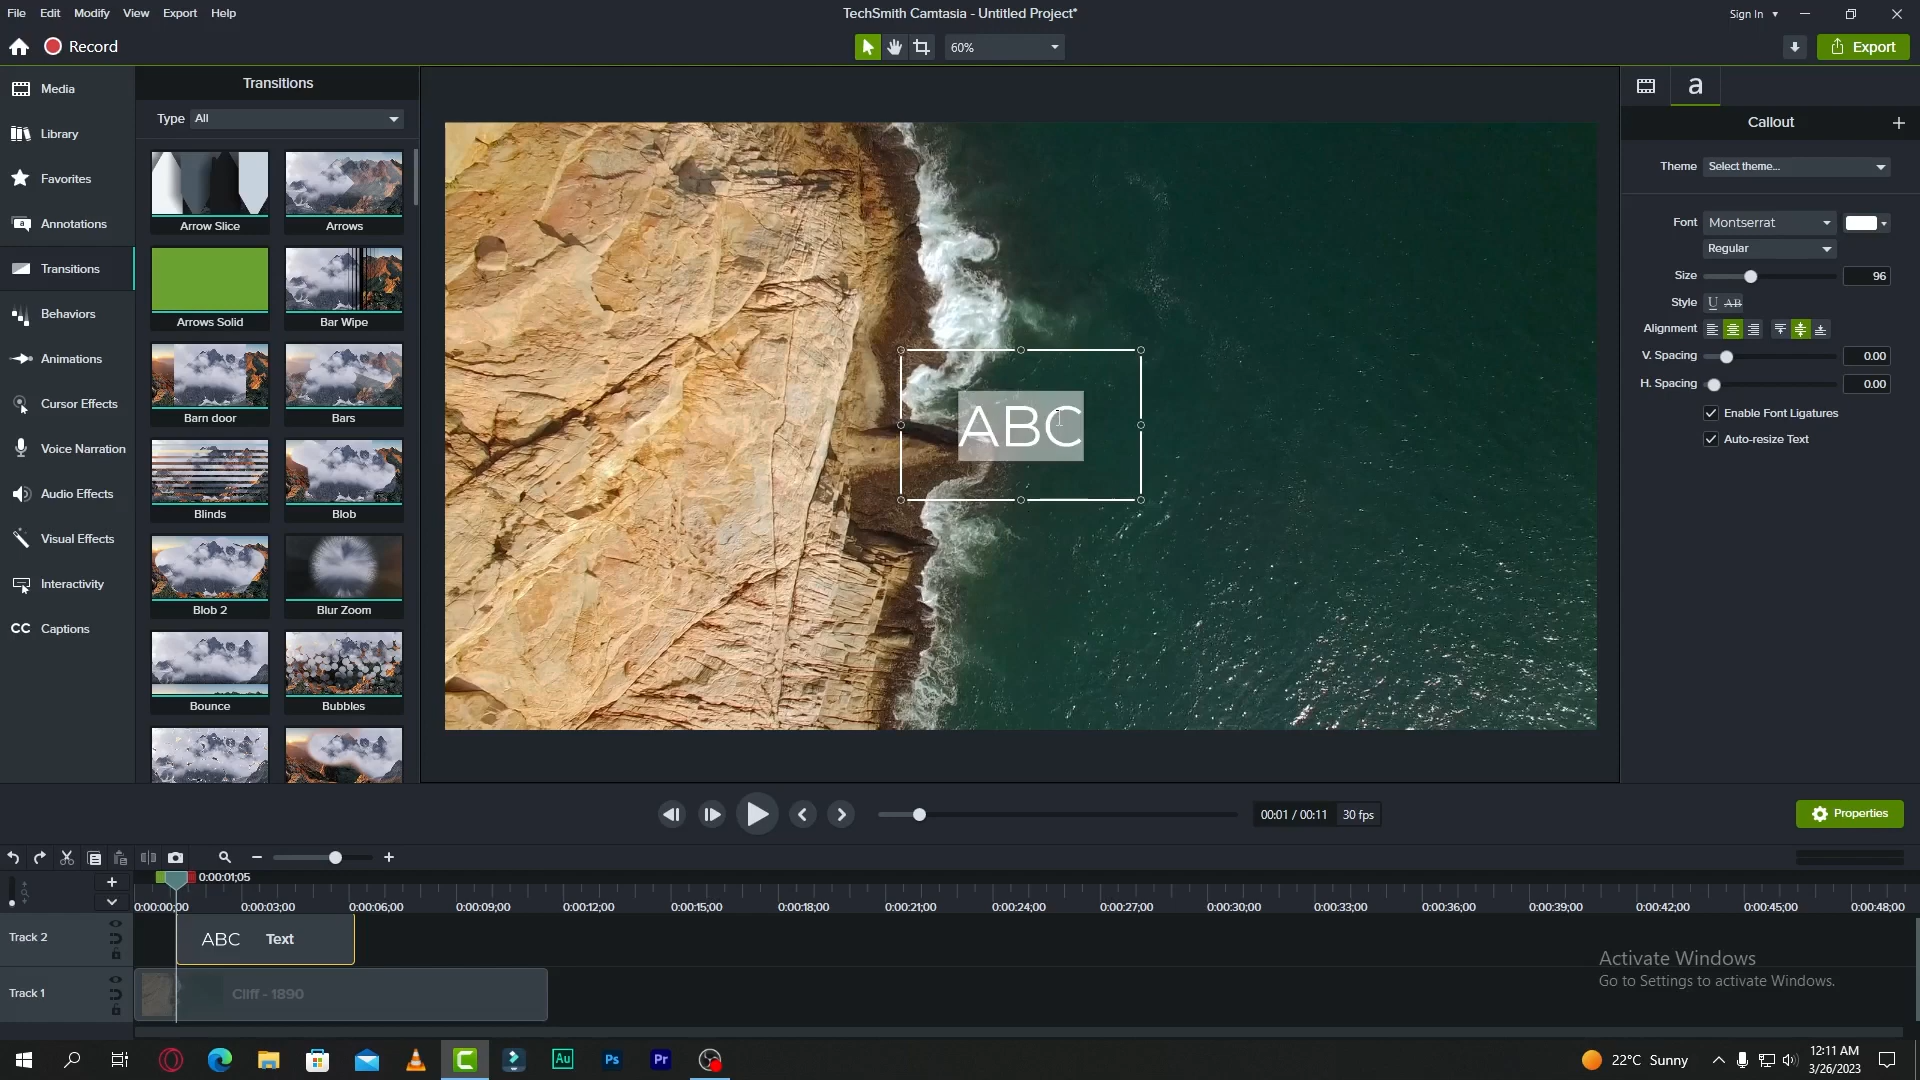 File Edit Modify View Export Help
TechSmith Camtasia - Untitled Project*
Sign In
Record
60%
Export
Media
Library
Favorites
Annotations
Transitions
Behaviors
Animations
Cursor Effects
Voice Narration
Audio Effects
Visual Effects
Interactivity
CC Captions
Transitions
Type All
Arrow Slice Arrows
Arrows Solid Bar Wipe
Barn door Bars
Blinds Blob
Blob 2 Blur Zoom
Bounce Bubbles
ABC
a
Callout
Theme Select theme...
Font Montserrat
Regular
Size 96
Style U AB
Alignment
V. Spacing 0.00
H. Spacing 0.00
Enable Font Ligatures
Auto-resize Text
00:01 / 00:11 30 fps
Properties
0:00:01;05
0:00:00;00 0:00:03;00 0:00:06;00 0:00:09;00 0:00:12;00 0:00:15;00 0:00:18;00 0:00:21;00 0:00:24;00 0:00:27;00 0:00:30;00 0:00:33;00 0:00:36;00 0:00:39;00 0:00:42;00 0:00:45;00 0:00:48;00
Track 2
ABC Text
Track 1
Cliff - 1890
Activate Windows
Go to Settings to activate Windows.
Au Ps Pr
22°C Sunny
12:11 AM
3/26/2023